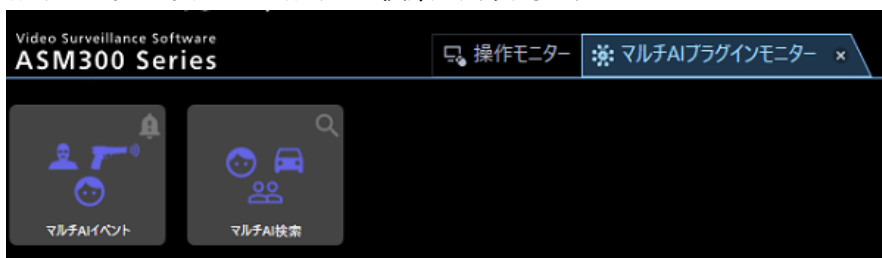 Video Surveillance Software
ASM300 Series
操作モニター
マルチAIプラグインモニター ×
マルチAIイベント
マルチAI検索